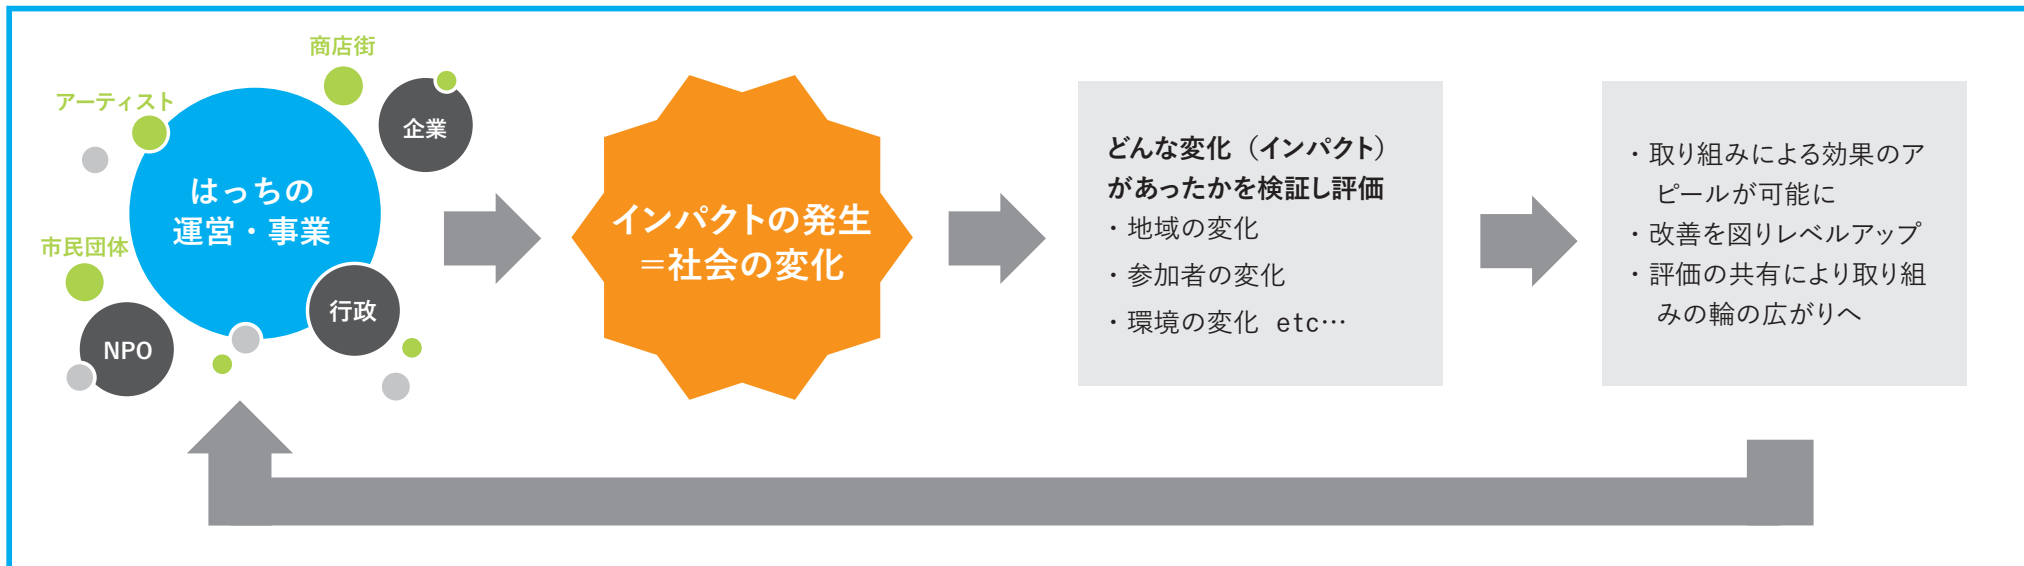 商店街
アーティスト
企業
はっちの
運営・事業
市民団体
行政
NPO
インパクトの発生
＝社会の変化
どんな変化（インパクト）
があったかを検証し評価
・地域の変化
・参加者の変化
・環境の変化 etc…
・取り組みによる効果のア
ピールが可能に
・改善を図りレベルアップ
・評価の共有により取り組
みの輪の広がりへ